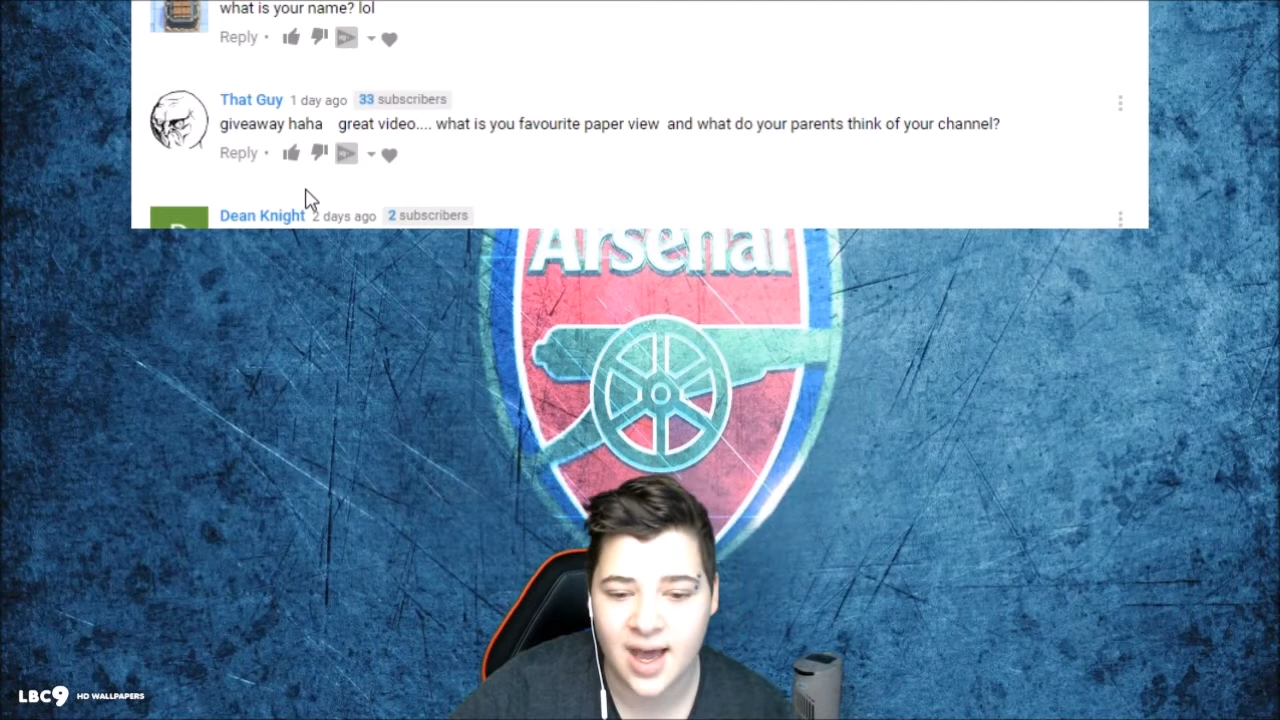 what is your name? lol
Reply •
That Guy 1 day ago 33 subscribers
giveaway haha great video.... what is you favourite paper view and what do your parents think of your channel?
Reply •
Dean Knight 2 days ago 2 subscribers
D
Arsenal
LBC9 HD WALLPAPERS